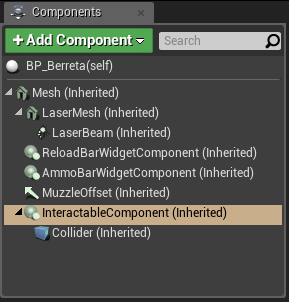 Components
+ Add Component
Search
BP_Berreta(self)
Mesh (Inherited)
LaserMesh (Inherited)
LaserBeam (Inherited)
ReloadBarWidgetComponent (Inherited)
AmmoBarWidgetComponent (Inherited)
MuzzleOffset (Inherited)
InteractableComponent (Inherited)
Collider (Inherited)